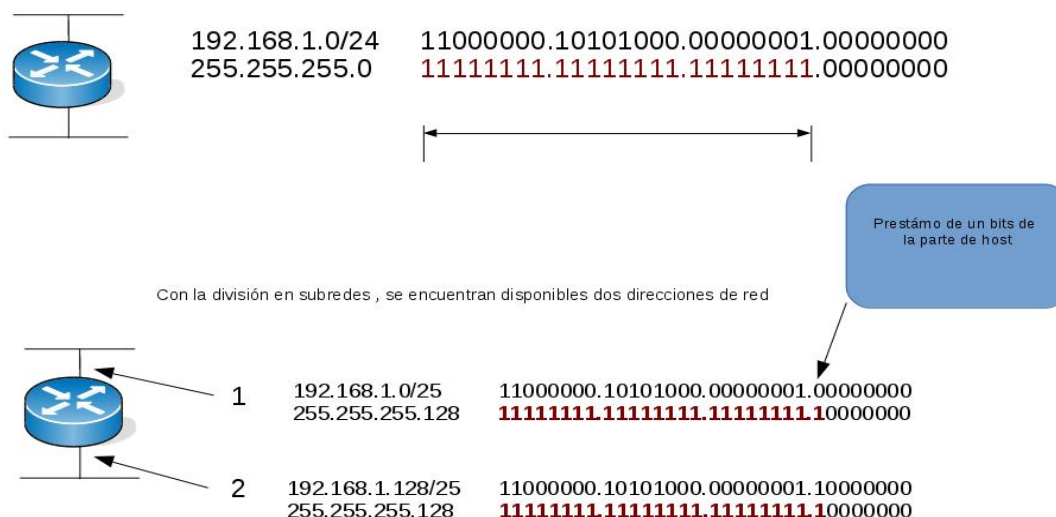 192.168.1.0/24 11000000.10101000.00000001.00000000
255.255.255.0 11111111.11111111.11111111.00000000
Prestámo de un bits de
la parte de host
Con la división en subredes , se encuentran disponibles dos direcciones de red
1 192.168.1.0/25 11000000.10101000.00000001.00000000
255.255.255.128 11111111.11111111.11111111.10000000
2 192.168.1.128/25 11000000.10101000.00000001.10000000
255.255.255.128 11111111.11111111.11111111.10000000